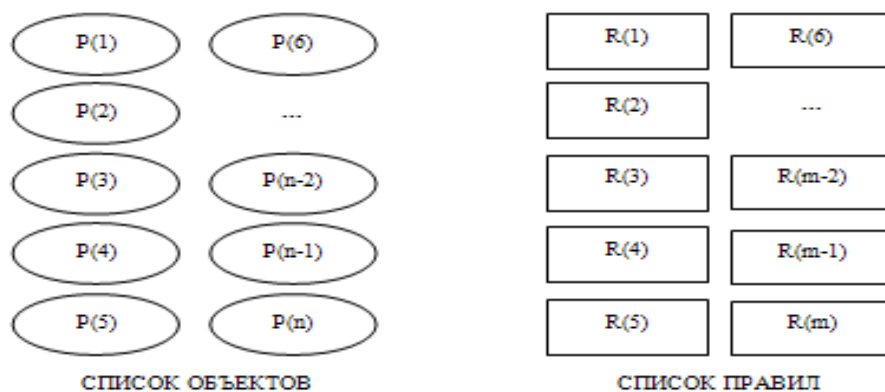 P(1) P(6) R(1) R(6)
P(2) --- R(2) ---
P(3) P(n-2) R(3) R(m-2)
P(4) P(n-1) R(4) R(m-1)
P(5) P(n) R(5) R(m)
СПИСОК ОБЪЕКТОВ СПИСОК ПРАВИЛ